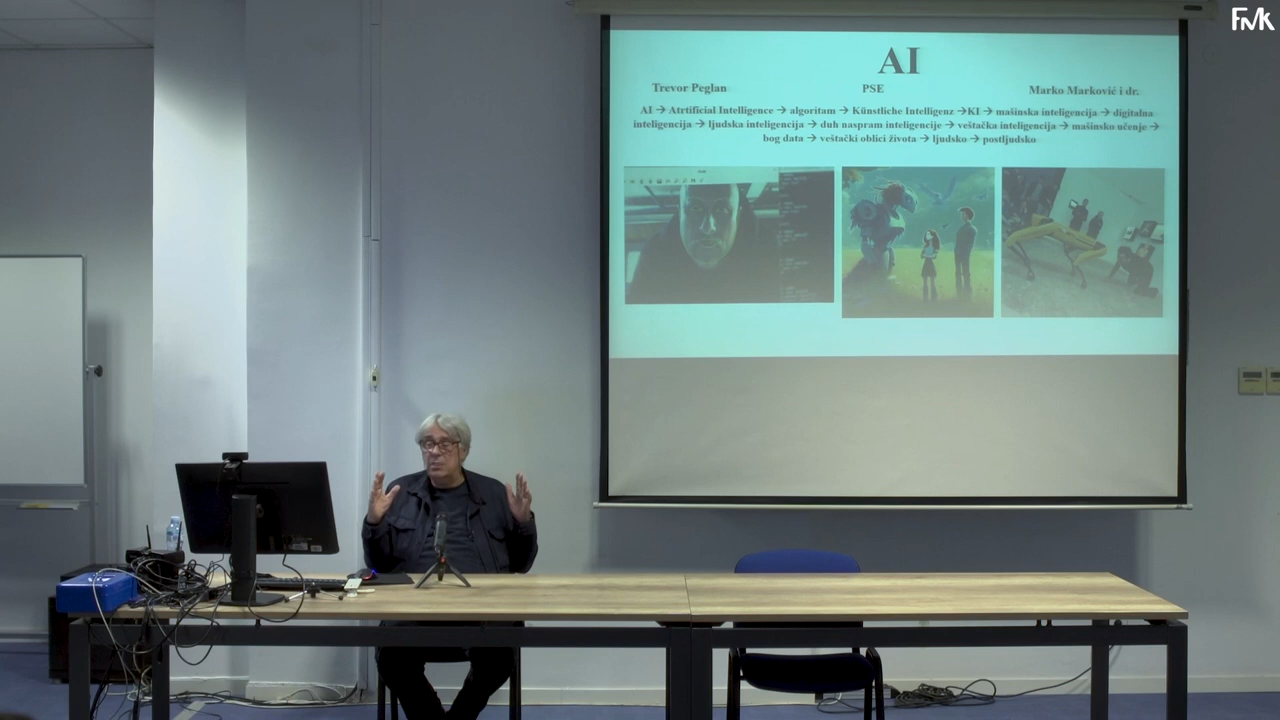 FMK
AI
Trevor Peglan PSE Marko Marković i dr.
AI → Atrtificial Intelligence → algoritam → Künstliche Intelligenz →KI → mašinska inteligencija → digitalna
inteligencija → ljudska inteligencija → duh naspram inteligencije → veštačka inteligencija → mašinsko učenje →
bog data → veštački oblici života → ljudsko → postljudsko